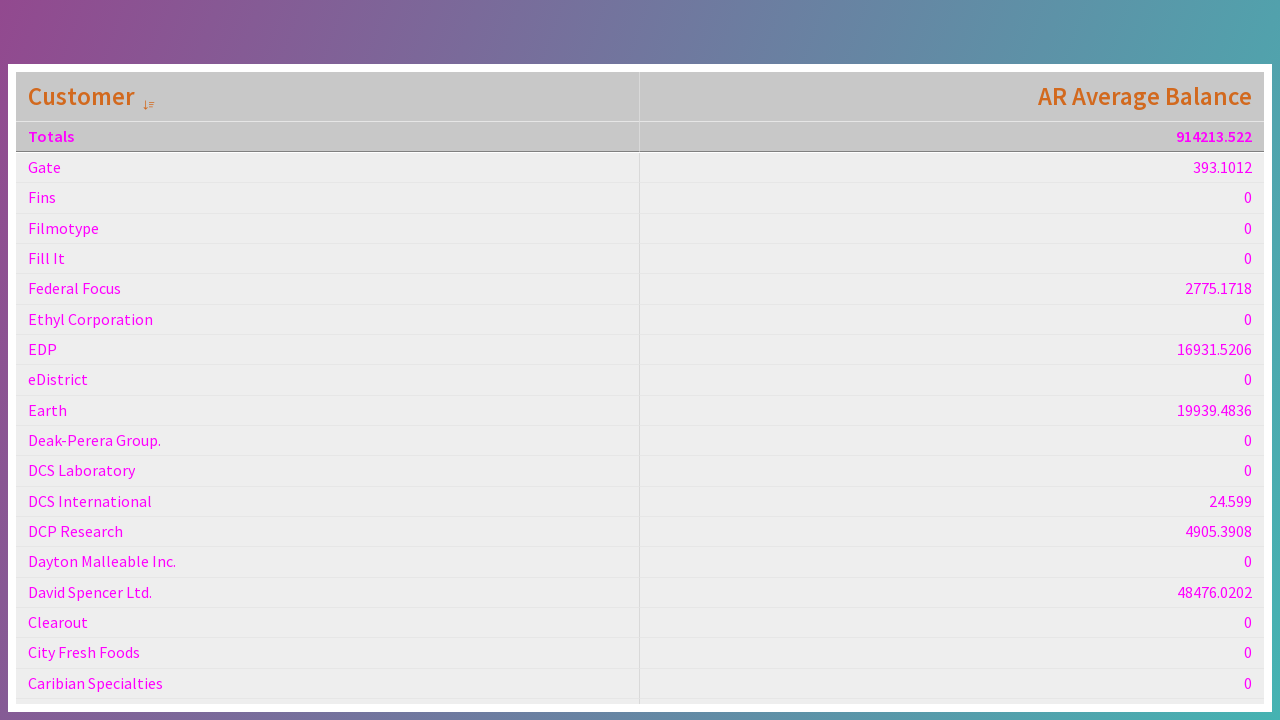 Customer AR Average Balance
Totals 914213.522
Gate 393.1012
Fins 0
Filmotype 0
Fill It 0
Federal Focus 2775.1718
Ethyl Corporation 0
EDP 16931.5206
eDistrict 0
Earth 19939.4836
Deak-Perera Group. 0
DCS Laboratory 0
DCS International 24.599
DCP Research 4905.3908
Dayton Malleable Inc. 0
David Spencer Ltd. 48476.0202
Clearout 0
City Fresh Foods 0
Caribian Specialties 0